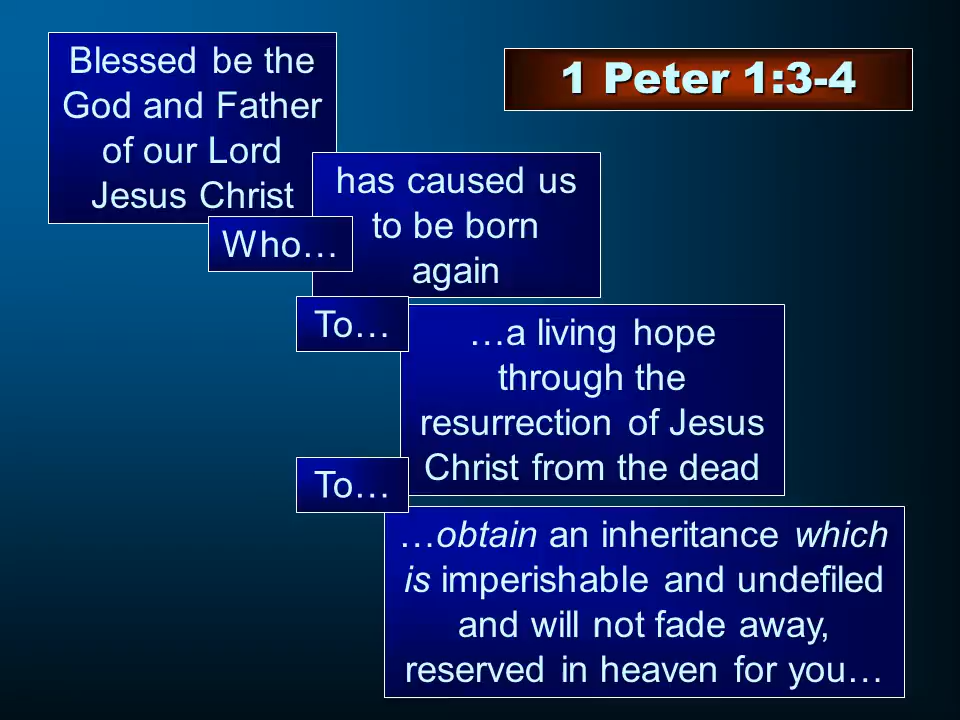 1 Peter 1:3-4
Blessed be the
God and Father
of our Lord
Jesus Christ
Who…
has caused us
to be born
again
To…
…a living hope
through the
resurrection of Jesus
Christ from the dead
To…
…obtain an inheritance which
is imperishable and undefiled
and will not fade away,
reserved in heaven for you…